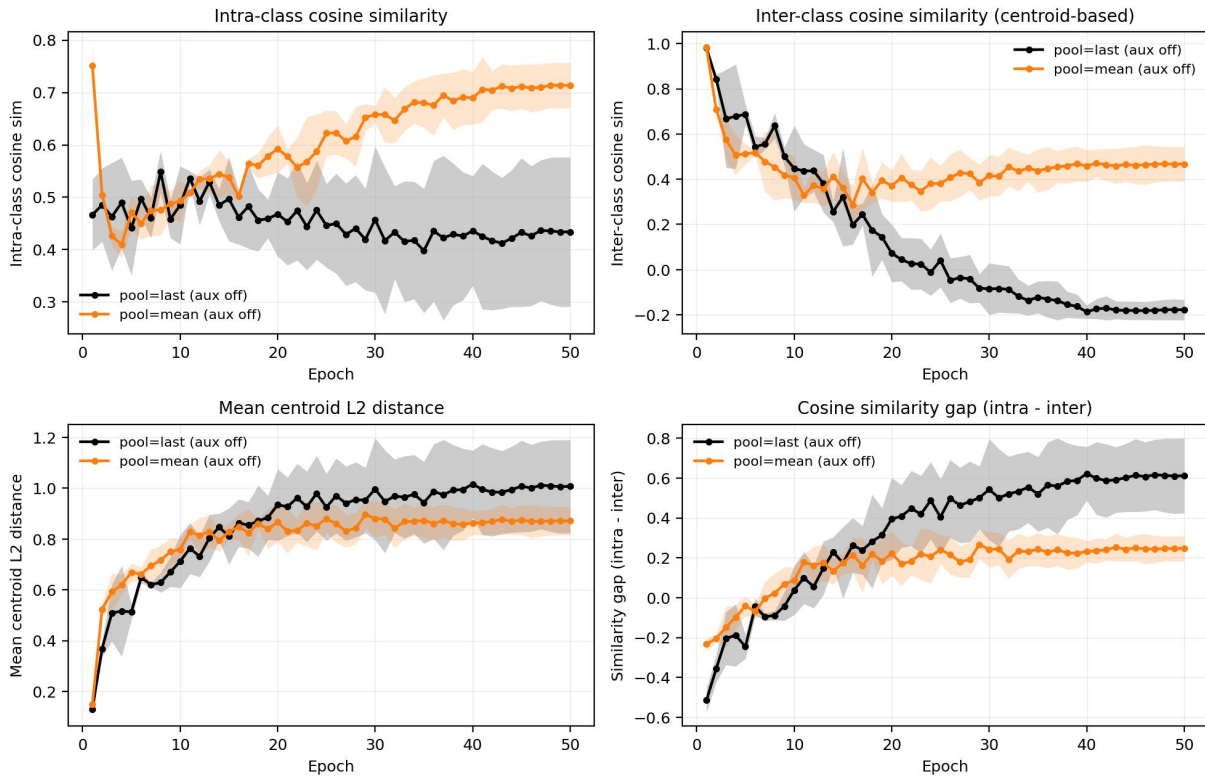 Intra-class cosine similarity
Intra-class cosine sim
0.8
0.7
0.6
0.5
0.4
0.3
pool=last (aux off)
pool=mean (aux off)
0 10 20 30 40 50
Epoch
Inter-class cosine similarity (centroid-based)
Inter-class cosine sim
1.0
0.8
0.6
0.4
0.2
0.0
−0.2
pool=last (aux off)
pool=mean (aux off)
0 10 20 30 40 50
Epoch
Mean centroid L2 distance
Mean centroid L2 distance
1.2
1.0
0.8
0.6
0.4
0.2
pool=last (aux off)
pool=mean (aux off)
0 10 20 30 40 50
Epoch
Cosine similarity gap (intra - inter)
Similarity gap (intra - inter)
0.8
0.6
0.4
0.2
0.0
−0.2
−0.4
−0.6
pool=last (aux off)
pool=mean (aux off)
0 10 20 30 40 50
Epoch